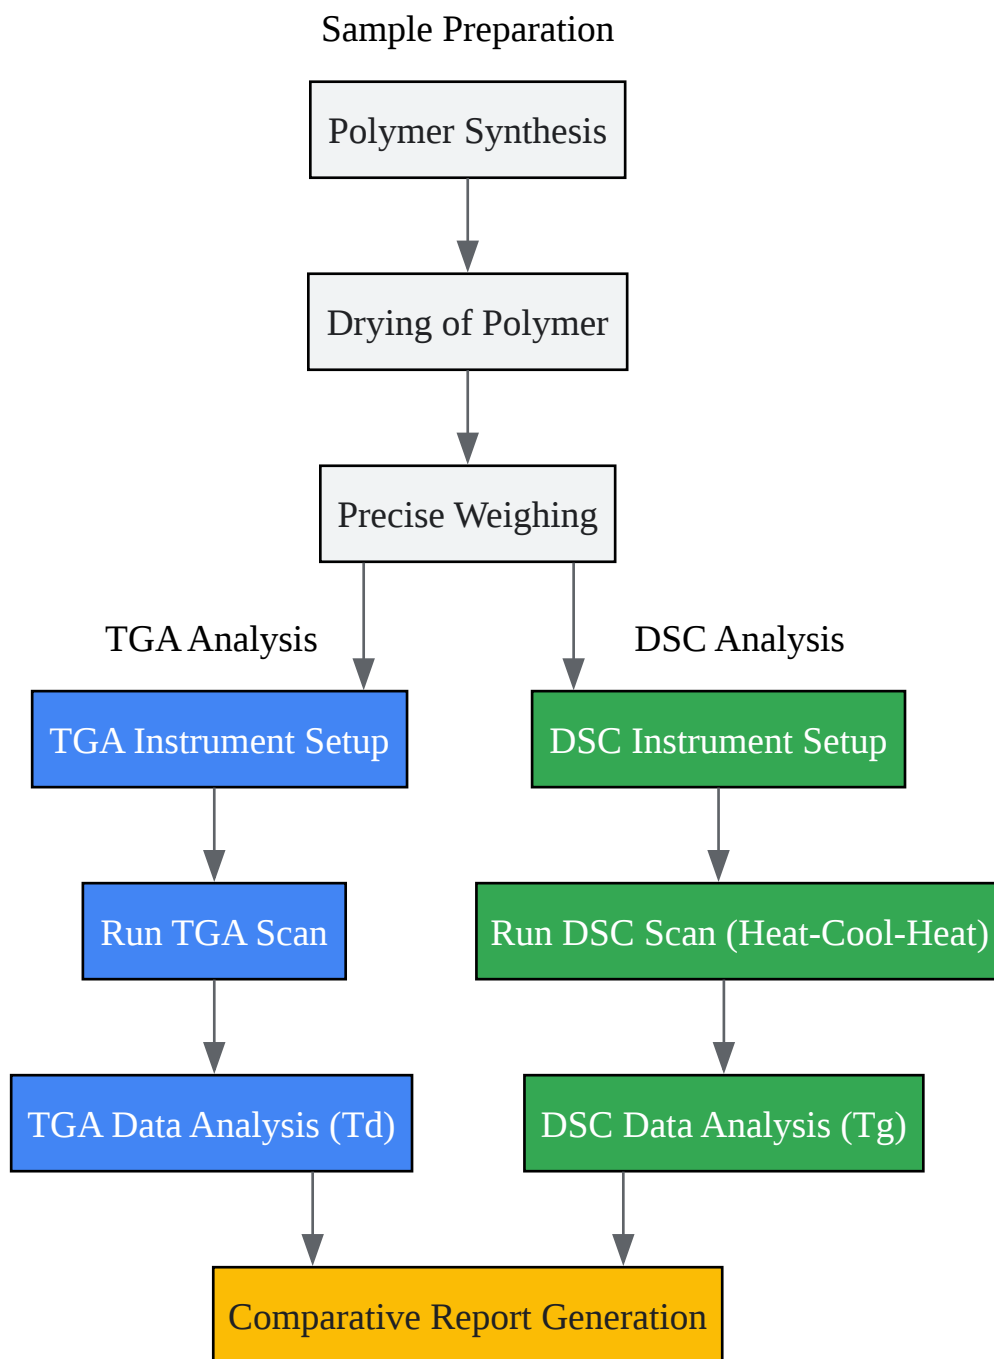 Sample Preparation
Polymer Synthesis
Drying of Polymer
Precise Weighing
TGA Analysis
DSC Analysis
TGA Instrument Setup
DSC Instrument Setup
Run TGA Scan
Run DSC Scan (Heat-Cool-Heat)
TGA Data Analysis (Td)
DSC Data Analysis (Tg)
Comparative Report Generation